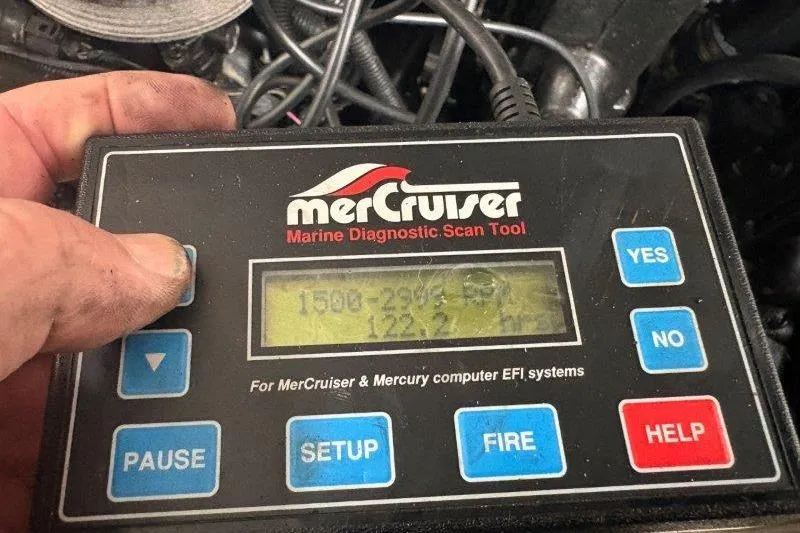 merCruiser
Marine Diagnostic Scan Tool
1500-2999 RPM
122.2 hrs
For MerCruiser & Mercury computer EFI systems
YES
NO
PAUSE
SETUP
FIRE
HELP